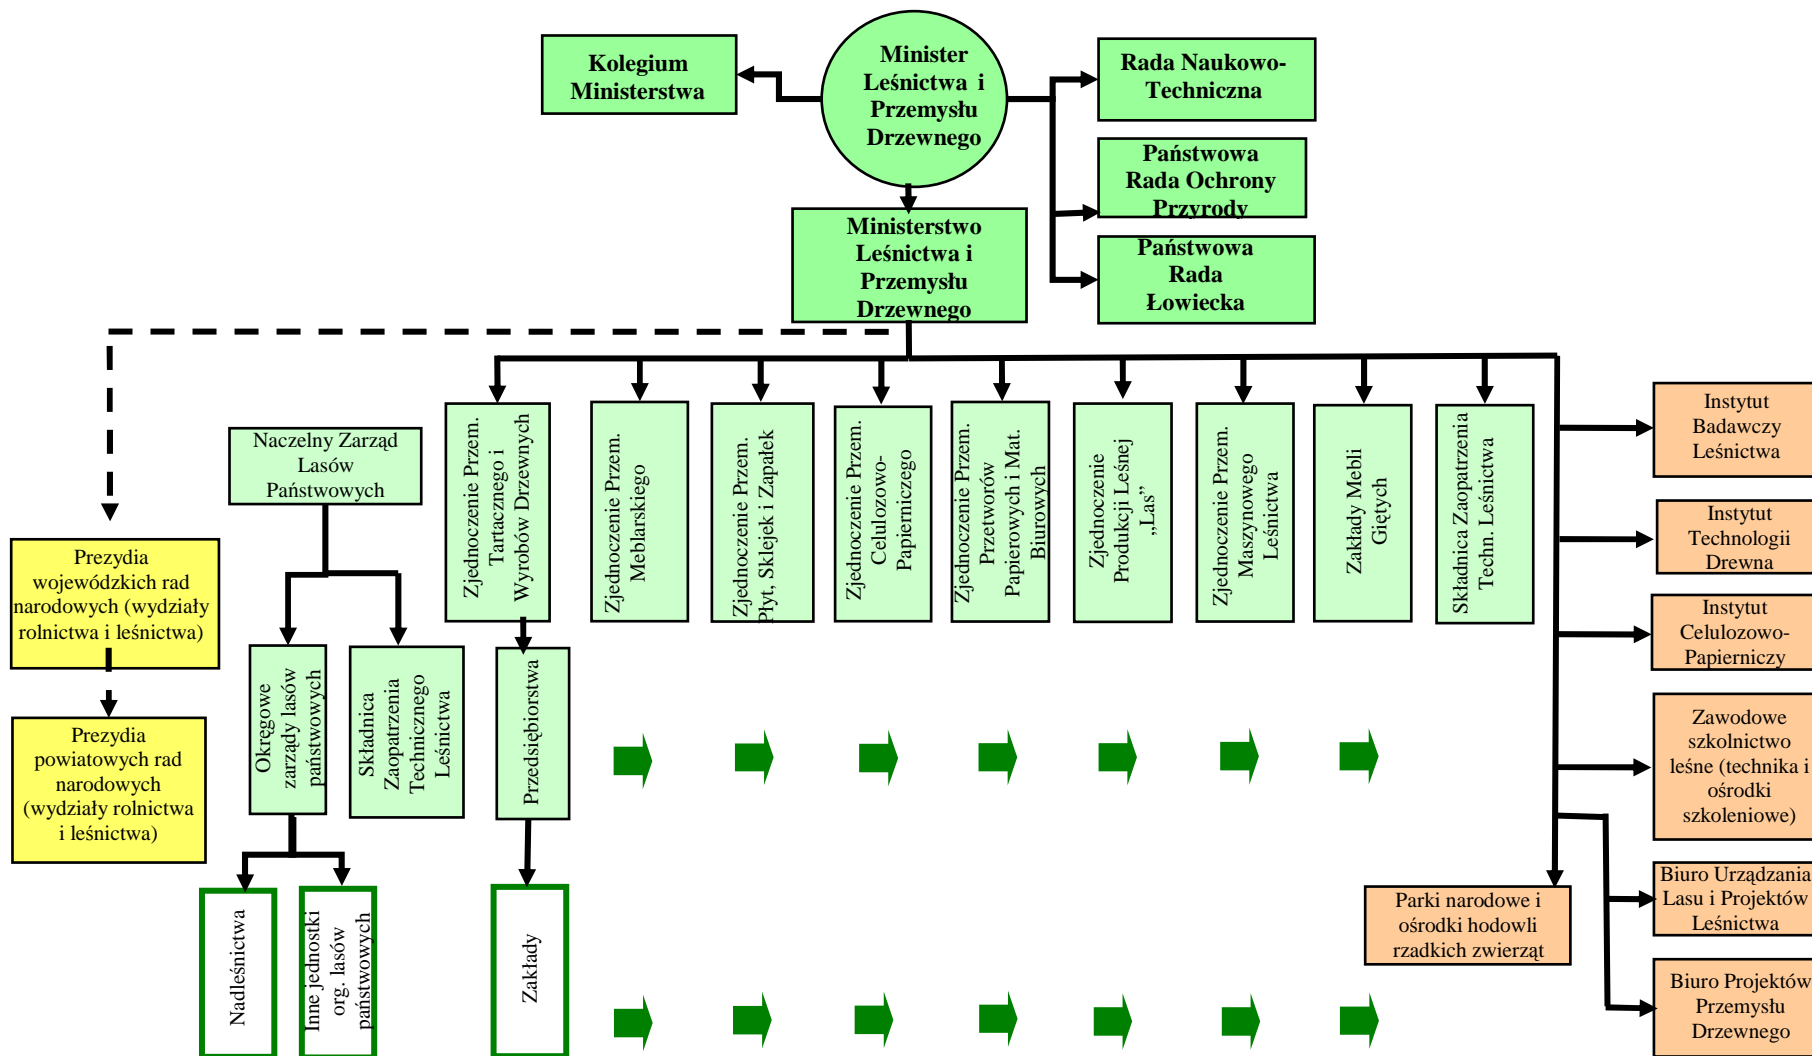 Kolegium
Ministerstwa
Minister
Leśnictwa i
Przemysłu
Drzewnego
Rada Naukowo-
Techniczna
Państwowa
Rada Ochrony
Przyrody
Państwowa
Rada
Łowiecka
Ministerstwo
Leśnictwa i
Przemysłu
Drzewnego
Naczelny Zarząd
Lasów
Państwowych
Zjednoczenie Przem.
Tartacznego i
Wyrobów Drzewnych
Zjednoczenie Przem.
Meblarskiego
Zjednoczenie Przem.
Płyt, Sklejek i Zapałek
Zjednoczenie Przem.
Celulozowo-
Papierniczego
Zjednoczenie Przem.
Przetworów
Papierowych i Mat.
Biurowych
Zjednoczenie
Produkcji Leśnej
„Las”
Zjednoczenie Przem.
Maszynowego
Leśnictwa
Zakłady Mebli
Giętych
Składnica Zaopatrzenia
Techn. Leśnictwa
Instytut
Badawczy
Leśnictwa
Instytut
Technologii
Drewna
Instytut
Celulozowo-
Papierniczy
Zawodowe
szkolnictwo
leśne (technika i
ośrodki
szkoleniowe)
Biuro Urządzania
Lasu i Projektów
Leśnictwa
Biuro Projektów
Przemysłu
Drzewnego
Prezydia
wojewódzkich rad
narodowych (wydziały
rolnictwa i leśnictwa)
Prezydia
powiatowych rad
narodowych
(wydziały rolnictwa
i leśnictwa)
Okręgowe
zarządy lasów
państwowych
Składnica
Zaopatrzenia
Technicznego
Leśnictwa
Przedsiębiorstwa
Nadleśnictwa
Inne jednostki
org. lasów
państwowych
Zakłady
Parki narodowe i
ośrodki hodowli
rzadkich zwierząt